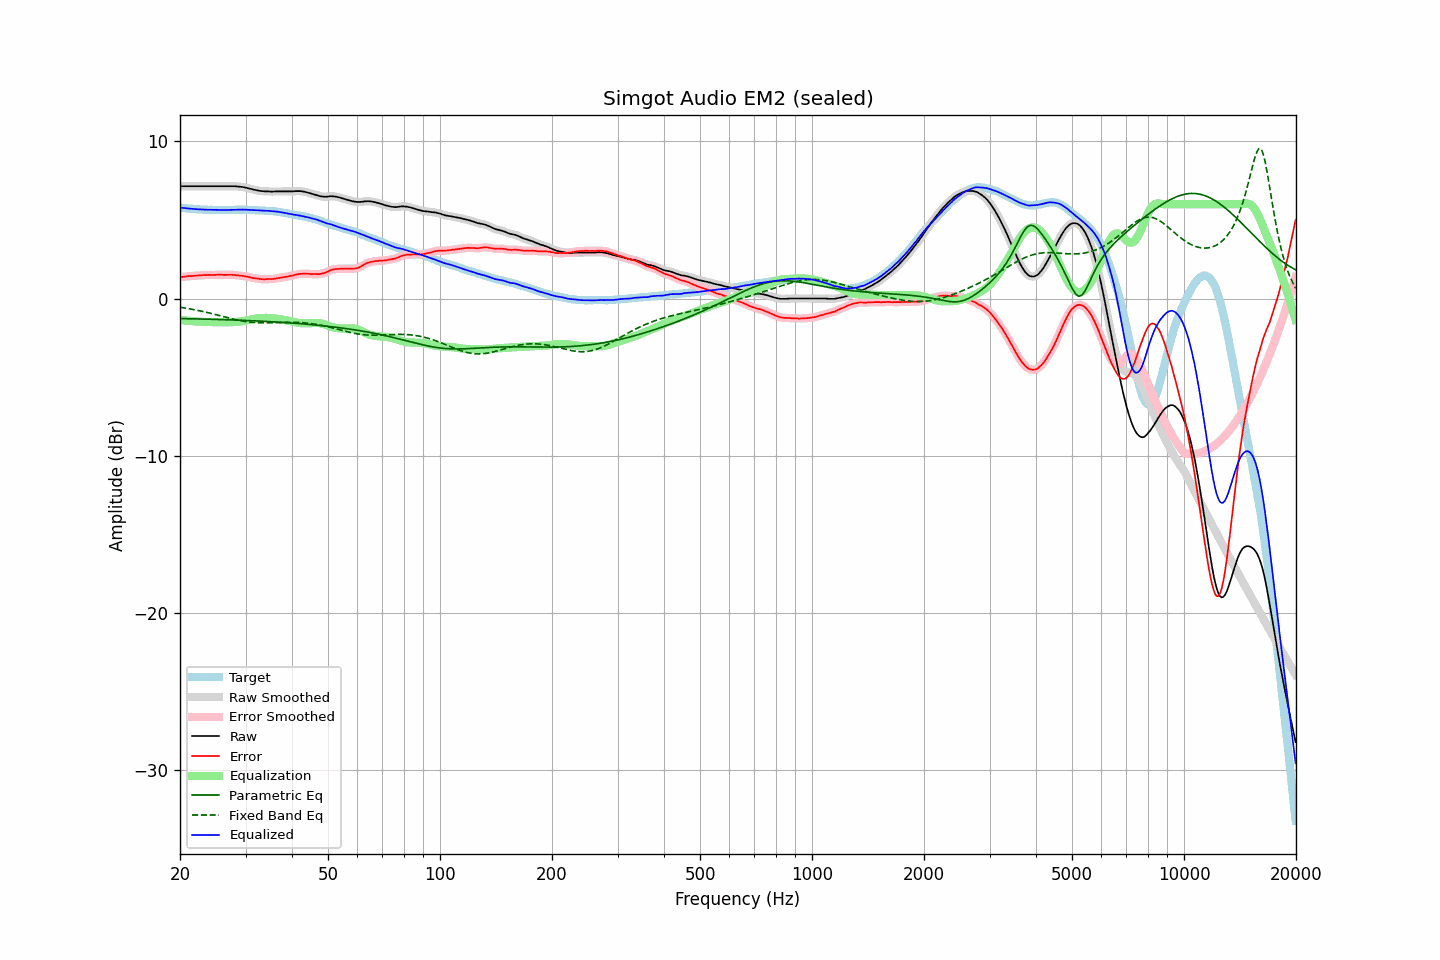 Simgot Audio EM2 (sealed)
Amplitude (dBr)
10
0
−10
−20
−30
Target
Raw Smoothed
Error Smoothed
Raw
Error
Equalization
Parametric Eq
Fixed Band Eq
Equalized
20 50 100 200 500 1000 2000 5000 10000 20000
Frequency (Hz)